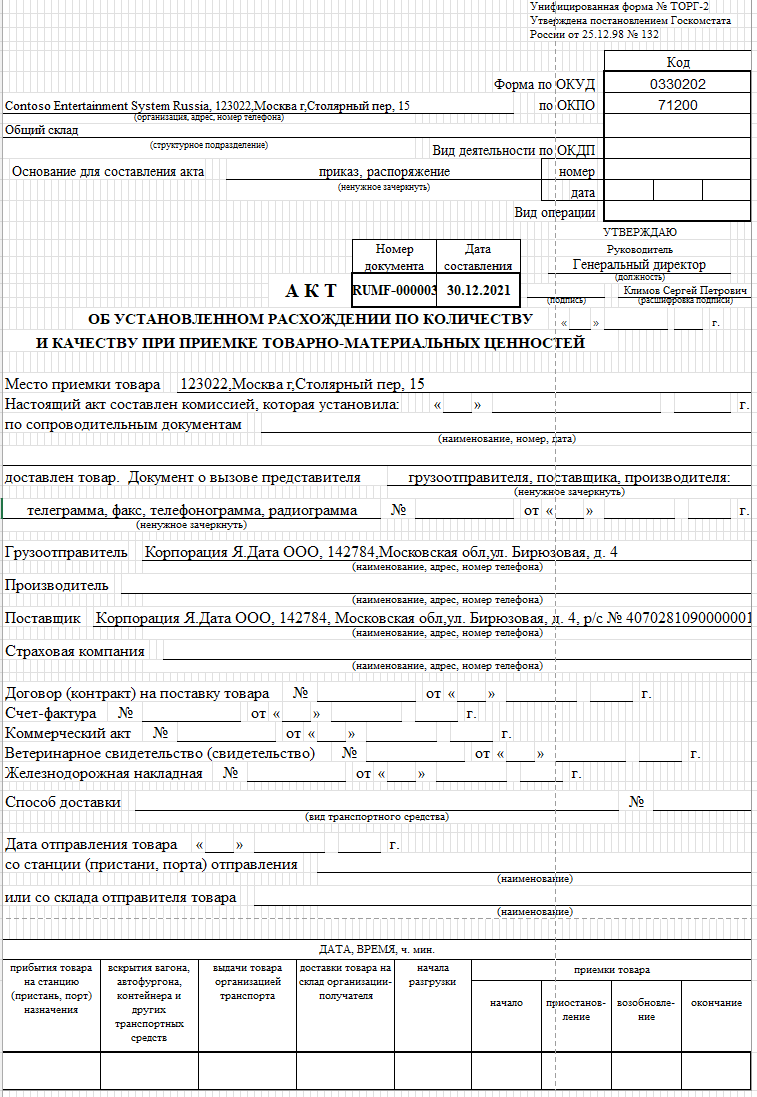 Унифицированная форма № ТОРГ-2
Утверждена постановлением Госкомстата
России от 25.12.98 № 132
Код
Форма по ОКУД 0330202
Contoso Entertainment System Russia, 123022,Москва г,Столярный пер, 15 по ОКПО 71200
(организация, адрес, номер телефона)
Общий склад
(структурное подразделение)
Вид деятельности по ОКДП
Основание для составления акта приказ, распоряжение номер
(ненужное зачеркнуть)
дата
Вид операции
УТВЕРЖДАЮ
Руководитель
Генеральный директор
(должность)
Номер документа Дата составления
А К Т RUMF-000003 30.12.2021
Климов Сергей Петрович
(подпись) (расшифровка подписи)
ОБ УСТАНОВЛЕННОМ РАСХОЖДЕНИИ ПО КОЛИЧЕСТВУ « » г.
И КАЧЕСТВУ ПРИ ПРИЕМКЕ ТОВАРНО-МАТЕРИАЛЬНЫХ ЦЕННОСТЕЙ
Место приемки товара 123022,Москва г,Столярный пер, 15
Настоящий акт составлен комиссией, которая установила: « » г.
по сопроводительным документам
(наименование, номер, дата)
доставлен товар. Документ о вызове представителя грузоотправителя, поставщика, производителя:
(ненужное зачеркнуть)
телеграмма, факс, телефонограмма, радиограмма № от « » г.
(ненужное зачеркнуть)
Грузоотправитель Корпорация Я.Дата ООО, 142784,Московская обл,ул. Бирюзовая, д. 4
(наименование, адрес, номер телефона)
Производитель
(наименование, адрес, номер телефона)
Поставщик Корпорация Я.Дата ООО, 142784, Московская обл,ул. Бирюзовая, д. 4, р/с № 4070281090000001
(наименование, адрес, номер телефона)
Страховая компания
(наименование, адрес, номер телефона)
Договор (контракт) на поставку товара № от « » г.
Счет-фактура № от « » г.
Коммерческий акт № от « » г.
Ветеринарное свидетельство (свидетельство) № от « » г.
Железнодорожная накладная № от « » г.
Способ доставки №
(вид транспортного средства)
Дата отправления товара « » г.
со станции (пристани, порта) отправления
(наименование)
или со склада отправителя товара
(наименование)
ДАТА, ВРЕМЯ, ч. мин.
прибытия товара
на станцию
(пристань, порт)
назначения
вскрытия вагона,
автофургона,
контейнера и
других
транспортных
средств
выдачи товара
организацией
транспорта
доставки товара на
склад организации-
получателя
начала
разгрузки
приемки товара
начало
приостанов-
ление
возобновле-
ние
окончание